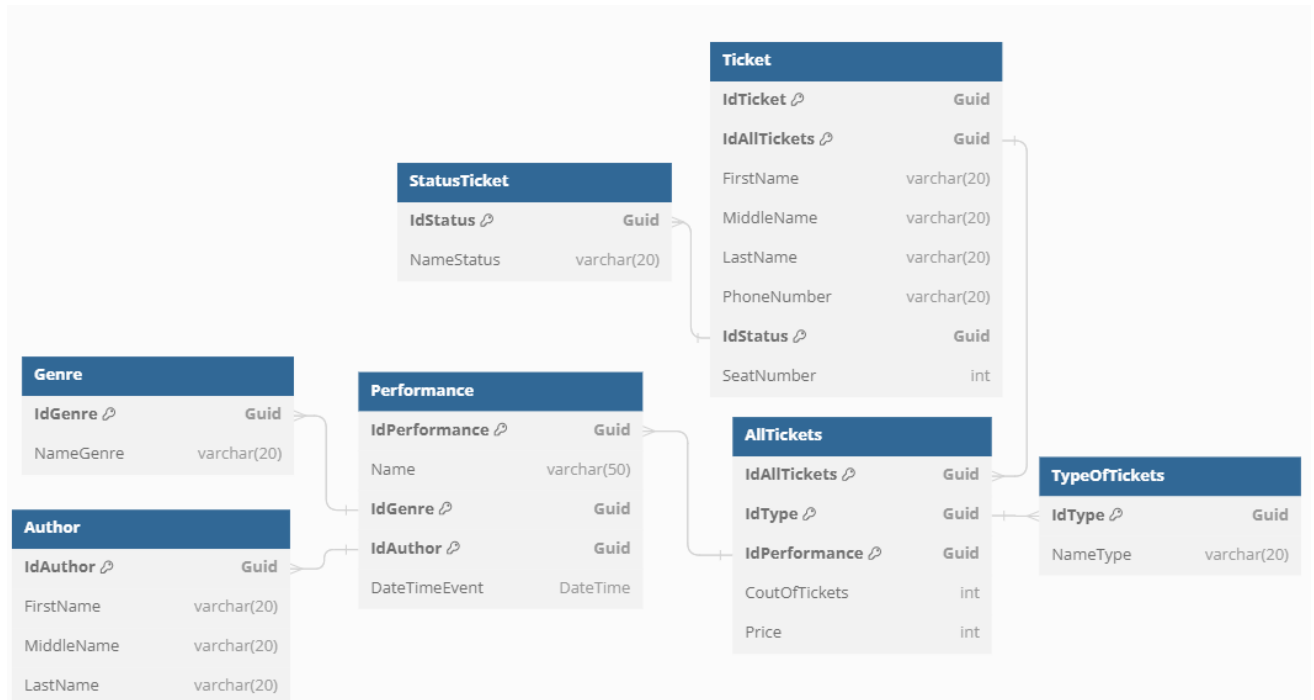 Ticket
IdTicket Guid
IdAllTickets Guid
FirstName varchar(20)
MiddleName varchar(20)
LastName varchar(20)
PhoneNumber varchar(20)
IdStatus Guid
SeatNumber int
StatusTicket
IdStatus Guid
NameStatus varchar(20)
Genre
IdGenre Guid
NameGenre varchar(20)
Performance
IdPerformance Guid
Name varchar(50)
IdGenre Guid
IdAuthor Guid
DateTimeEvent DateTime
AllTickets
IdAllTickets Guid
IdType Guid
IdPerformance Guid
CoutOfTickets int
Price int
TypeOfTickets
IdType Guid
NameType varchar(20)
Author
IdAuthor Guid
FirstName varchar(20)
MiddleName varchar(20)
LastName varchar(20)